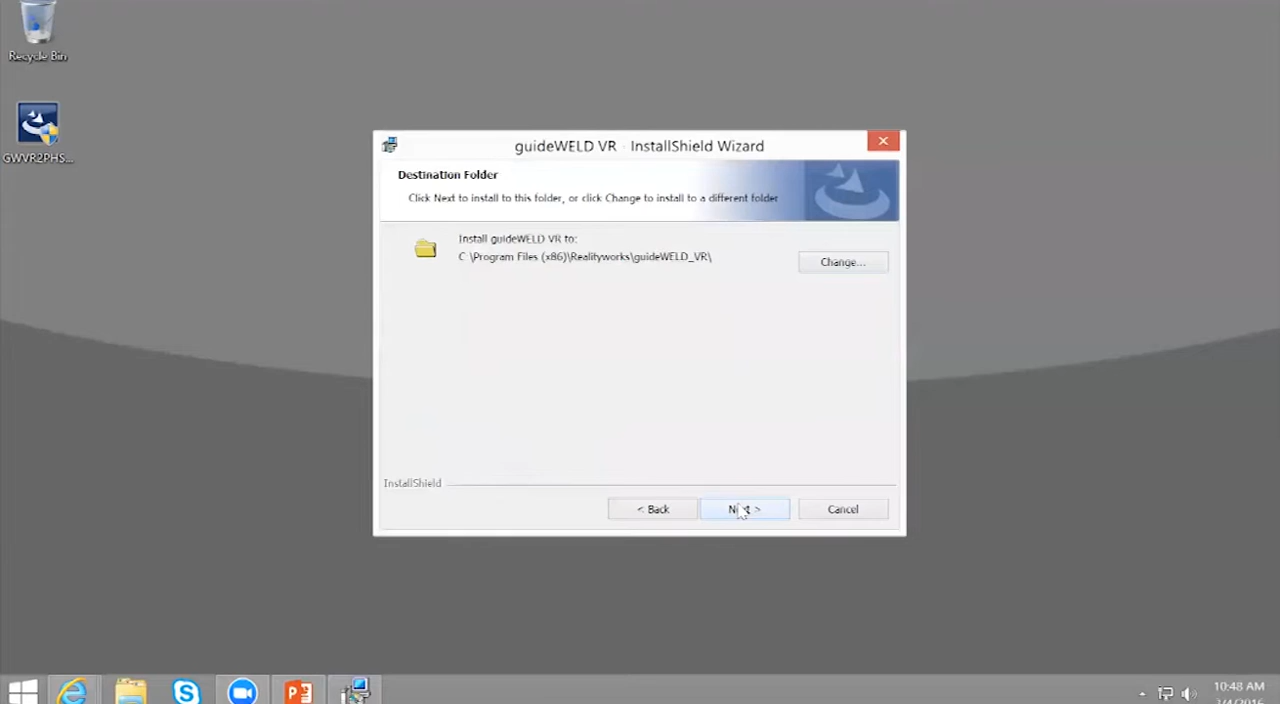 Recycle Bin
GWVR2PHS...
guideWELD VR - InstallShield Wizard
Destination Folder
Click Next to install to this folder, or click Change to install to a different folder
Install guideWELD VR to:
C:\Program Files (x86)\Realityworks\guideWELD_VR\
Change...
InstallShield
< Back
Next >
Cancel
10:48 AM